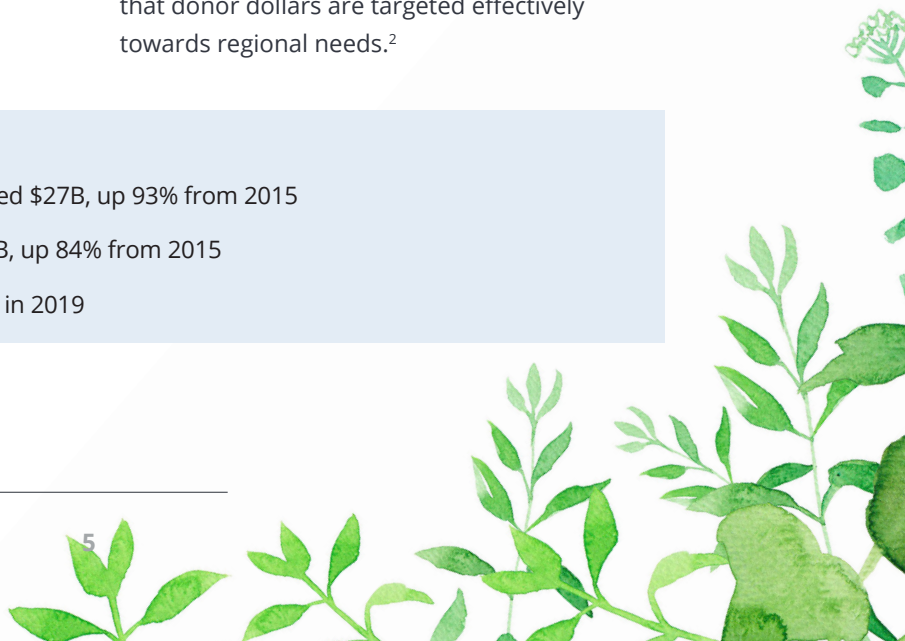 that donor dollars are targeted effectively
towards regional needs.²
ed $27B, up 93% from 2015
B, up 84% from 2015
in 2019
5